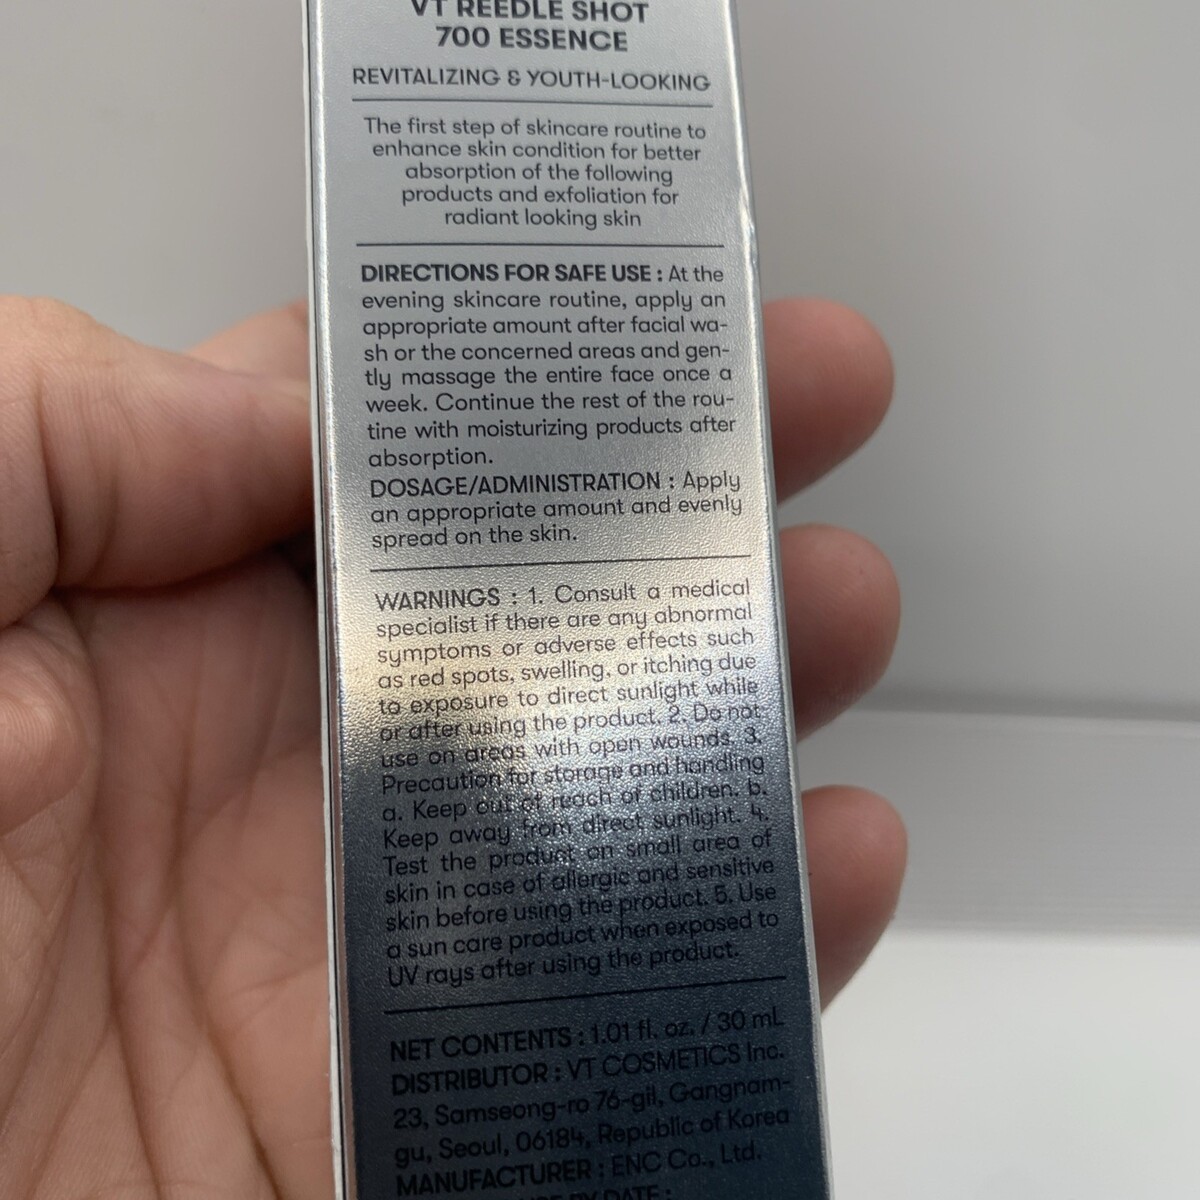 VT REEDLE SHOT
700 ESSENCE
REVITALIZING & YOUTH-LOOKING
The first step of skincare routine to
enhance skin condition for better
absorption of the following
products and exfoliation for
radiant looking skin
DIRECTIONS FOR SAFE USE : At the
evening skincare routine, apply an
appropriate amount after facial wa-
sh or the concerned areas and gen-
tly massage the entire face once a
week. Continue the rest of the rou-
tine with moisturizing products after
absorption.
DOSAGE/ADMINISTRATION : Apply
an appropriate amount and evenly
spread on the skin.
WARNINGS : 1. Consult a medical
specialist if there are any abnormal
symptoms or adverse effects such
as red spots, swelling, or itching due
to exposure to direct sunlight while
or after using the product. 2. Do not
use on areas with open wounds. 3.
Precaution for storage and handling
a. Keep out of reach of children. b.
Keep away from direct sunlight. 4.
Test the product on small area of
skin in case of allergic and sensitive
skin before using the product. 5. Use
a sun care product when exposed to
UV rays after using the product.
NET CONTENTS : 1.01 fl. oz. / 30 mL
DISTRIBUTOR : VT COSMETICS Inc.
23, Samseong-ro 76-gil, Gangnam-
gu, Seoul, 06184, Republic of Korea
MANUFACTURER : ENC Co., Ltd.
BY DATE :